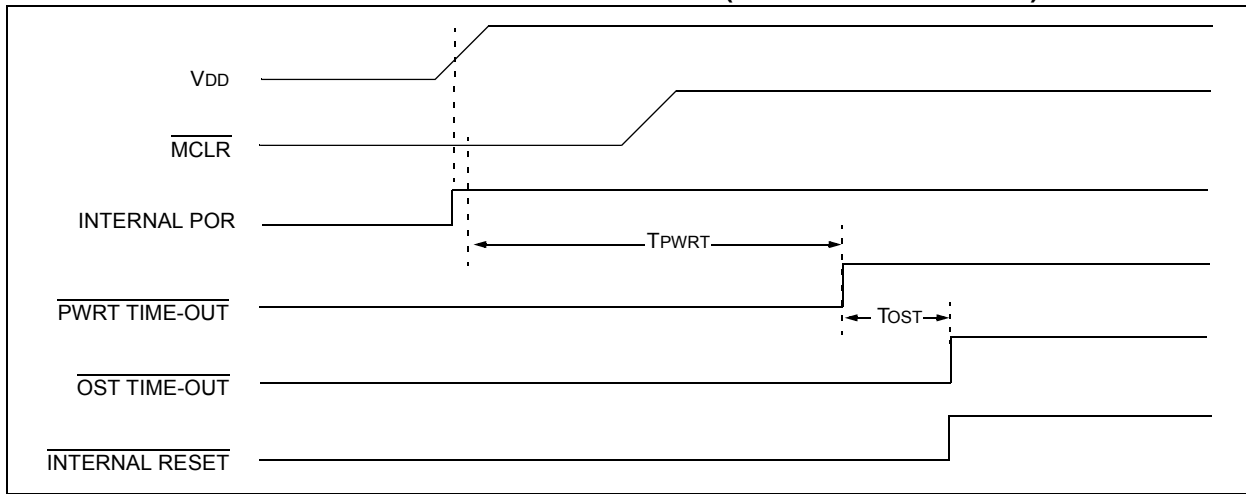 VDD
MCLR
INTERNAL POR
TPWRT
PWRT TIME-OUT
TOST
OST TIME-OUT
INTERNAL RESET